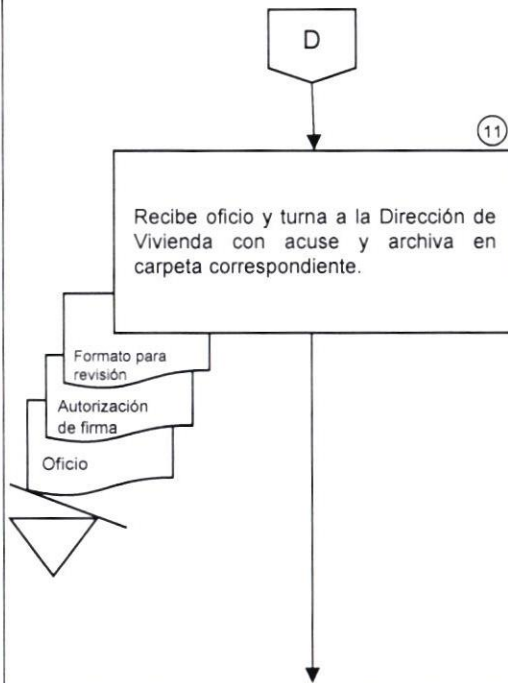 D
11
Recibe oficio y turna a la Dirección de
Vivienda con acuse y archiva en
carpeta correspondiente.
Formato para
revisión
Autorización
de firma
Oficio